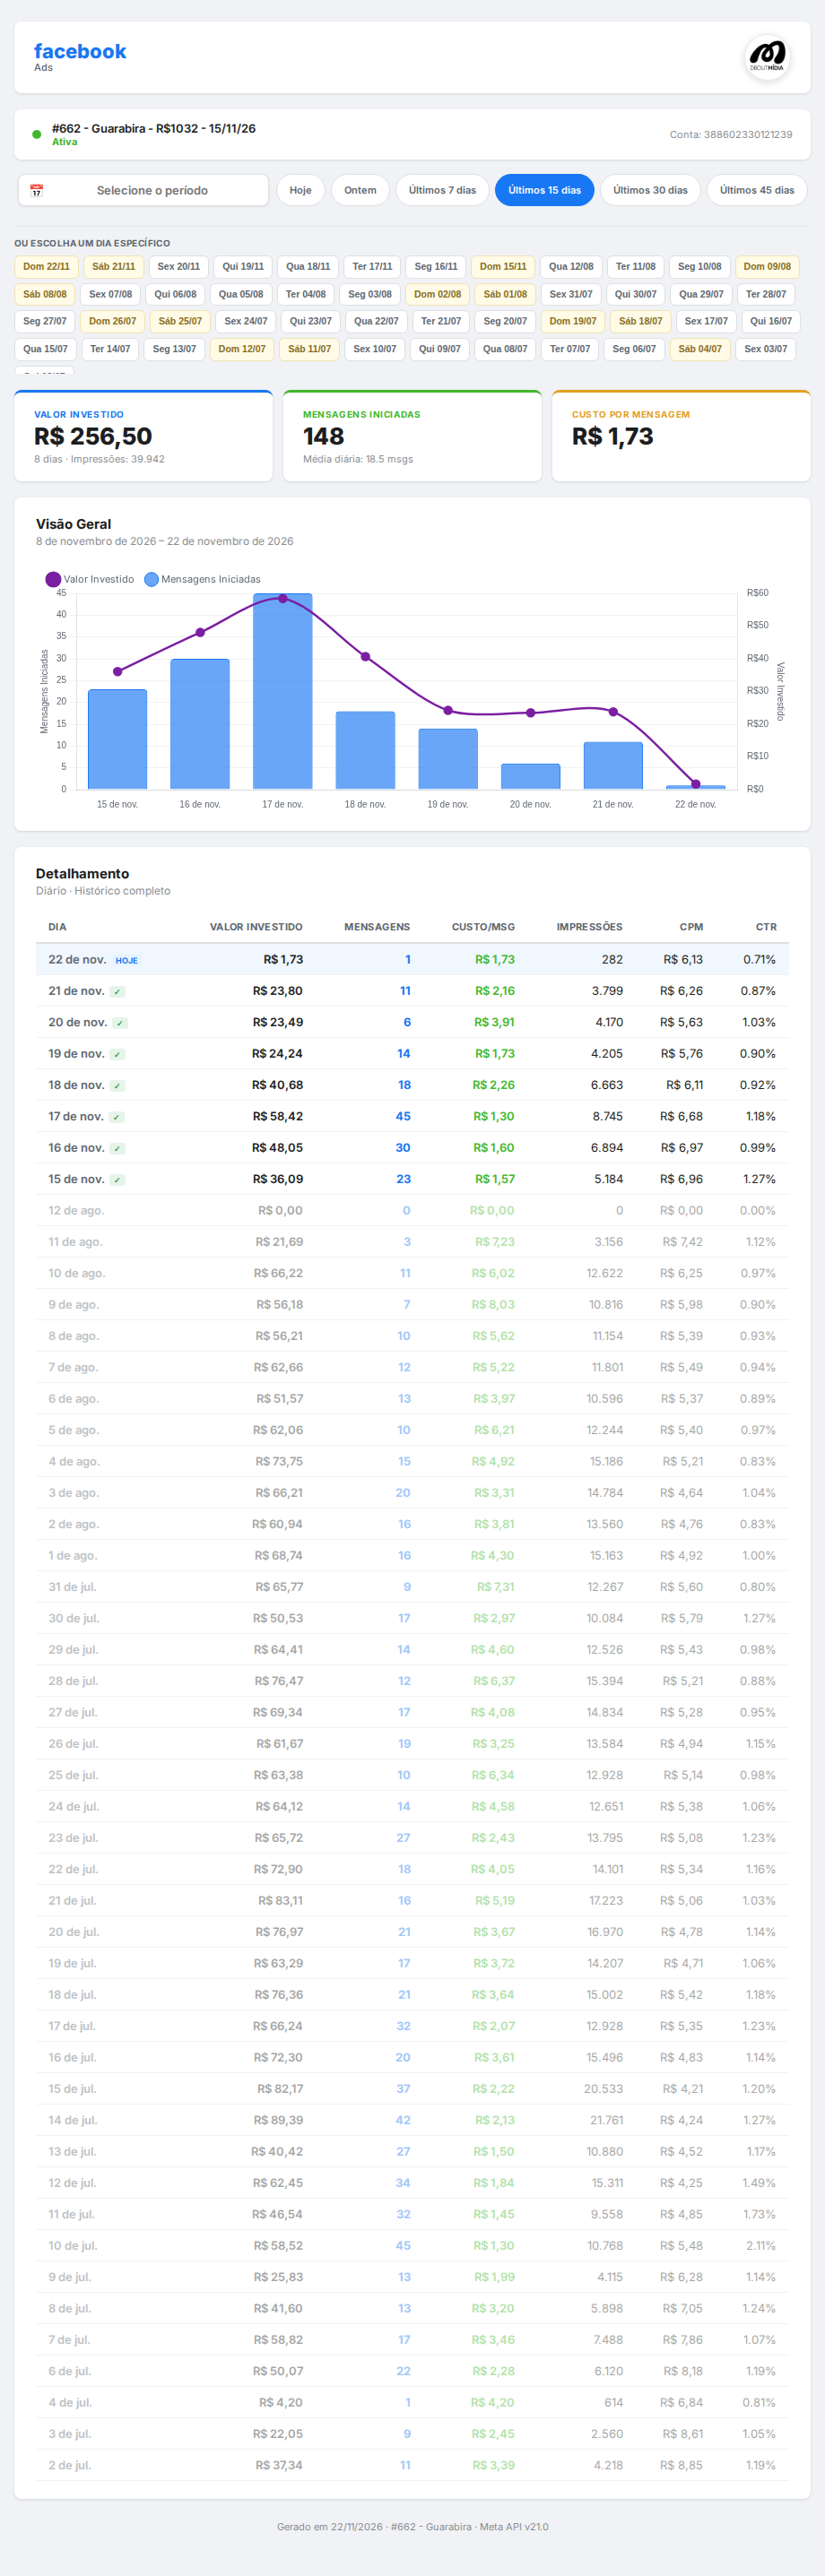 facebook
Ads
ABOUTMÍDIA
#662 - Guarabira - R$1032 - 15/11/26
Ativa
Conta: 388602330121239
Selecione o período
Hoje
Ontem
Últimos 7 dias
Últimos 15 dias
Últimos 30 dias
Últimos 45 dias
OU ESCOLHA UM DIA ESPECÍFICO
Dom 22/11 Sáb 21/11 Sex 20/11 Qui 19/11 Qua 18/11 Ter 17/11 Seg 16/11 Dom 15/11 Qua 12/08 Ter 11/08 Seg 10/08 Dom 09/08
Sáb 08/08 Sex 07/08 Qui 06/08 Qua 05/08 Ter 04/08 Seg 03/08 Dom 02/08 Sáb 01/08 Sex 31/07 Qui 30/07 Qua 29/07 Ter 28/07
Seg 27/07 Dom 26/07 Sáb 25/07 Sex 24/07 Qui 23/07 Qua 22/07 Ter 21/07 Seg 20/07 Dom 19/07 Sáb 18/07 Sex 17/07 Qui 16/07
Qua 15/07 Ter 14/07 Seg 13/07 Dom 12/07 Sáb 11/07 Sex 10/07 Qui 09/07 Qua 08/07 Ter 07/07 Seg 06/07 Sáb 04/07 Sex 03/07
VALOR INVESTIDO
R$ 256,50
8 dias · Impressões: 39.942
MENSAGENS INICIADAS
148
Média diária: 18.5 msgs
CUSTO POR MENSAGEM
R$ 1,73
Visão Geral
8 de novembro de 2026 – 22 de novembro de 2026
Valor Investido Mensagens Iniciadas
Mensagens Iniciadas
45
40
35
30
25
20
15
10
5
0
R$60
R$50
R$40
R$30
R$20
R$10
R$0
Valor Investido
15 de nov. 16 de nov. 17 de nov. 18 de nov. 19 de nov. 20 de nov. 21 de nov. 22 de nov.
Detalhamento
Diário · Histórico completo
DIA VALOR INVESTIDO MENSAGENS CUSTO/MSG IMPRESSÕES CPM CTR
22 de nov. HOJE R$ 1,73 1 R$ 1,73 282 R$ 6,13 0.71%
21 de nov. ✓ R$ 23,80 11 R$ 2,16 3.799 R$ 6,26 0.87%
20 de nov. ✓ R$ 23,49 6 R$ 3,91 4.170 R$ 5,63 1.03%
19 de nov. ✓ R$ 24,24 14 R$ 1,73 4.205 R$ 5,76 0.90%
18 de nov. ✓ R$ 40,68 18 R$ 2,26 6.663 R$ 6,11 0.92%
17 de nov. ✓ R$ 58,42 45 R$ 1,30 8.745 R$ 6,68 1.18%
16 de nov. ✓ R$ 48,05 30 R$ 1,60 6.894 R$ 6,97 0.99%
15 de nov. ✓ R$ 36,09 23 R$ 1,57 5.184 R$ 6,96 1.27%
12 de ago. R$ 0,00 0 R$ 0,00 0 R$ 0,00 0.00%
11 de ago. R$ 21,69 3 R$ 7,23 3.156 R$ 7,42 1.12%
10 de ago. R$ 66,22 11 R$ 6,02 12.622 R$ 6,25 0.97%
9 de ago. R$ 56,18 7 R$ 8,03 10.816 R$ 5,98 0.90%
8 de ago. R$ 56,21 10 R$ 5,62 11.154 R$ 5,39 0.93%
7 de ago. R$ 62,66 12 R$ 5,22 11.801 R$ 5,49 0.94%
6 de ago. R$ 51,57 13 R$ 3,97 10.596 R$ 5,37 0.89%
5 de ago. R$ 62,06 10 R$ 6,21 12.244 R$ 5,40 0.97%
4 de ago. R$ 73,75 15 R$ 4,92 15.186 R$ 5,21 0.83%
3 de ago. R$ 66,21 20 R$ 3,31 14.784 R$ 4,64 1.04%
2 de ago. R$ 60,94 16 R$ 3,81 13.560 R$ 4,76 0.83%
1 de ago. R$ 68,74 16 R$ 4,30 15.163 R$ 4,92 1.00%
31 de jul. R$ 65,77 9 R$ 7,31 12.267 R$ 5,60 0.80%
30 de jul. R$ 50,53 17 R$ 2,97 10.084 R$ 5,79 1.27%
29 de jul. R$ 64,41 14 R$ 4,60 12.526 R$ 5,43 0.98%
28 de jul. R$ 76,47 12 R$ 6,37 15.394 R$ 5,21 0.88%
27 de jul. R$ 69,34 17 R$ 4,08 14.834 R$ 5,28 0.95%
26 de jul. R$ 61,67 19 R$ 3,25 13.584 R$ 4,94 1.15%
25 de jul. R$ 63,38 10 R$ 6,34 12.928 R$ 5,14 0.98%
24 de jul. R$ 64,12 14 R$ 4,58 12.651 R$ 5,38 1.06%
23 de jul. R$ 65,72 27 R$ 2,43 13.795 R$ 5,08 1.23%
22 de jul. R$ 72,90 18 R$ 4,05 14.101 R$ 5,34 1.16%
21 de jul. R$ 83,11 16 R$ 5,19 17.223 R$ 5,06 1.03%
20 de jul. R$ 76,97 21 R$ 3,67 16.970 R$ 4,78 1.14%
19 de jul. R$ 63,29 17 R$ 3,72 14.207 R$ 4,71 1.06%
18 de jul. R$ 76,36 21 R$ 3,64 15.002 R$ 5,42 1.18%
17 de jul. R$ 66,24 32 R$ 2,07 12.928 R$ 5,35 1.23%
16 de jul. R$ 72,30 20 R$ 3,61 15.496 R$ 4,83 1.14%
15 de jul. R$ 82,17 37 R$ 2,22 20.533 R$ 4,21 1.20%
14 de jul. R$ 89,39 42 R$ 2,13 21.761 R$ 4,24 1.27%
13 de jul. R$ 40,42 27 R$ 1,50 10.880 R$ 4,52 1.17%
12 de jul. R$ 62,45 34 R$ 1,84 15.311 R$ 4,25 1.49%
11 de jul. R$ 46,54 32 R$ 1,45 9.558 R$ 4,85 1.73%
10 de jul. R$ 58,52 45 R$ 1,30 10.768 R$ 5,48 2.11%
9 de jul. R$ 25,83 13 R$ 1,99 4.115 R$ 6,28 1.14%
8 de jul. R$ 41,60 13 R$ 3,20 5.898 R$ 7,05 1.24%
7 de jul. R$ 58,82 17 R$ 3,46 7.488 R$ 7,86 1.07%
6 de jul. R$ 50,07 22 R$ 2,28 6.120 R$ 8,18 1.19%
4 de jul. R$ 4,20 1 R$ 4,20 614 R$ 6,84 0.81%
3 de jul. R$ 22,05 9 R$ 2,45 2.560 R$ 8,61 1.05%
2 de jul. R$ 37,34 11 R$ 3,39 4.218 R$ 8,85 1.19%
Gerado em 22/11/2026 · #662 - Guarabira · Meta API v21.0